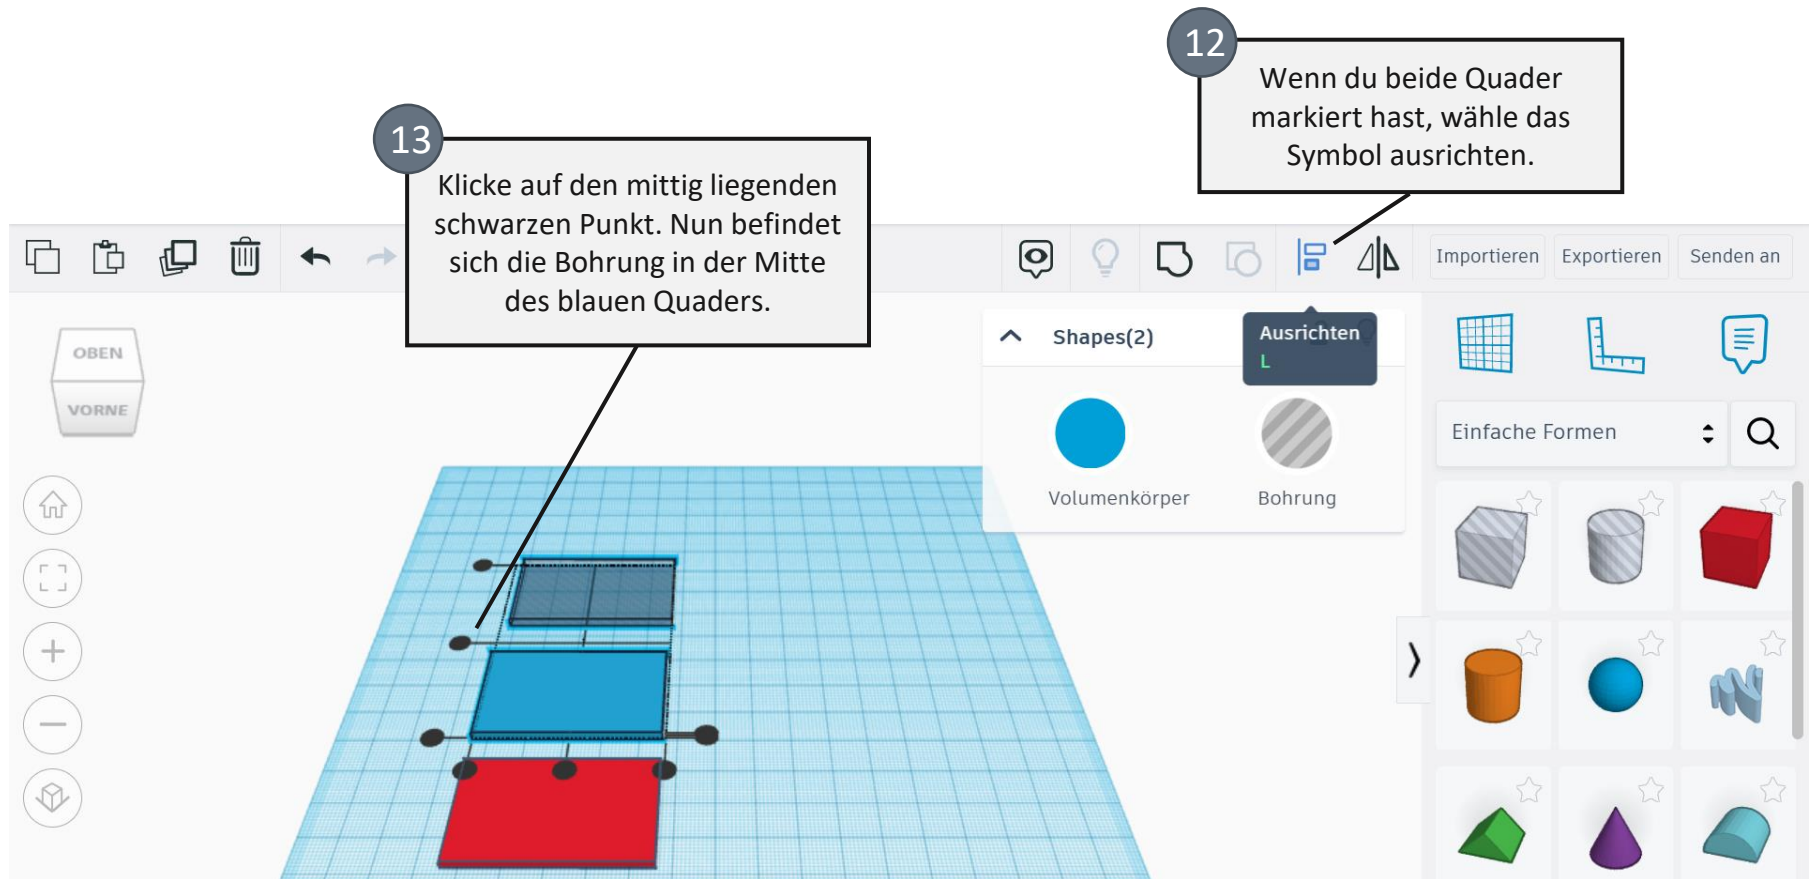 12
Wenn du beide Quader
markiert hast, wähle das
Symbol ausrichten.
13
Klicke auf den mittig liegenden
schwarzen Punkt. Nun befindet
sich die Bohrung in der Mitte
des blauen Quaders.
Importieren
Exportieren
Senden an
OBEN
VORNE
Shapes(2)
Ausrichten
L
Volumenkörper
Bohrung
Einfache Formen